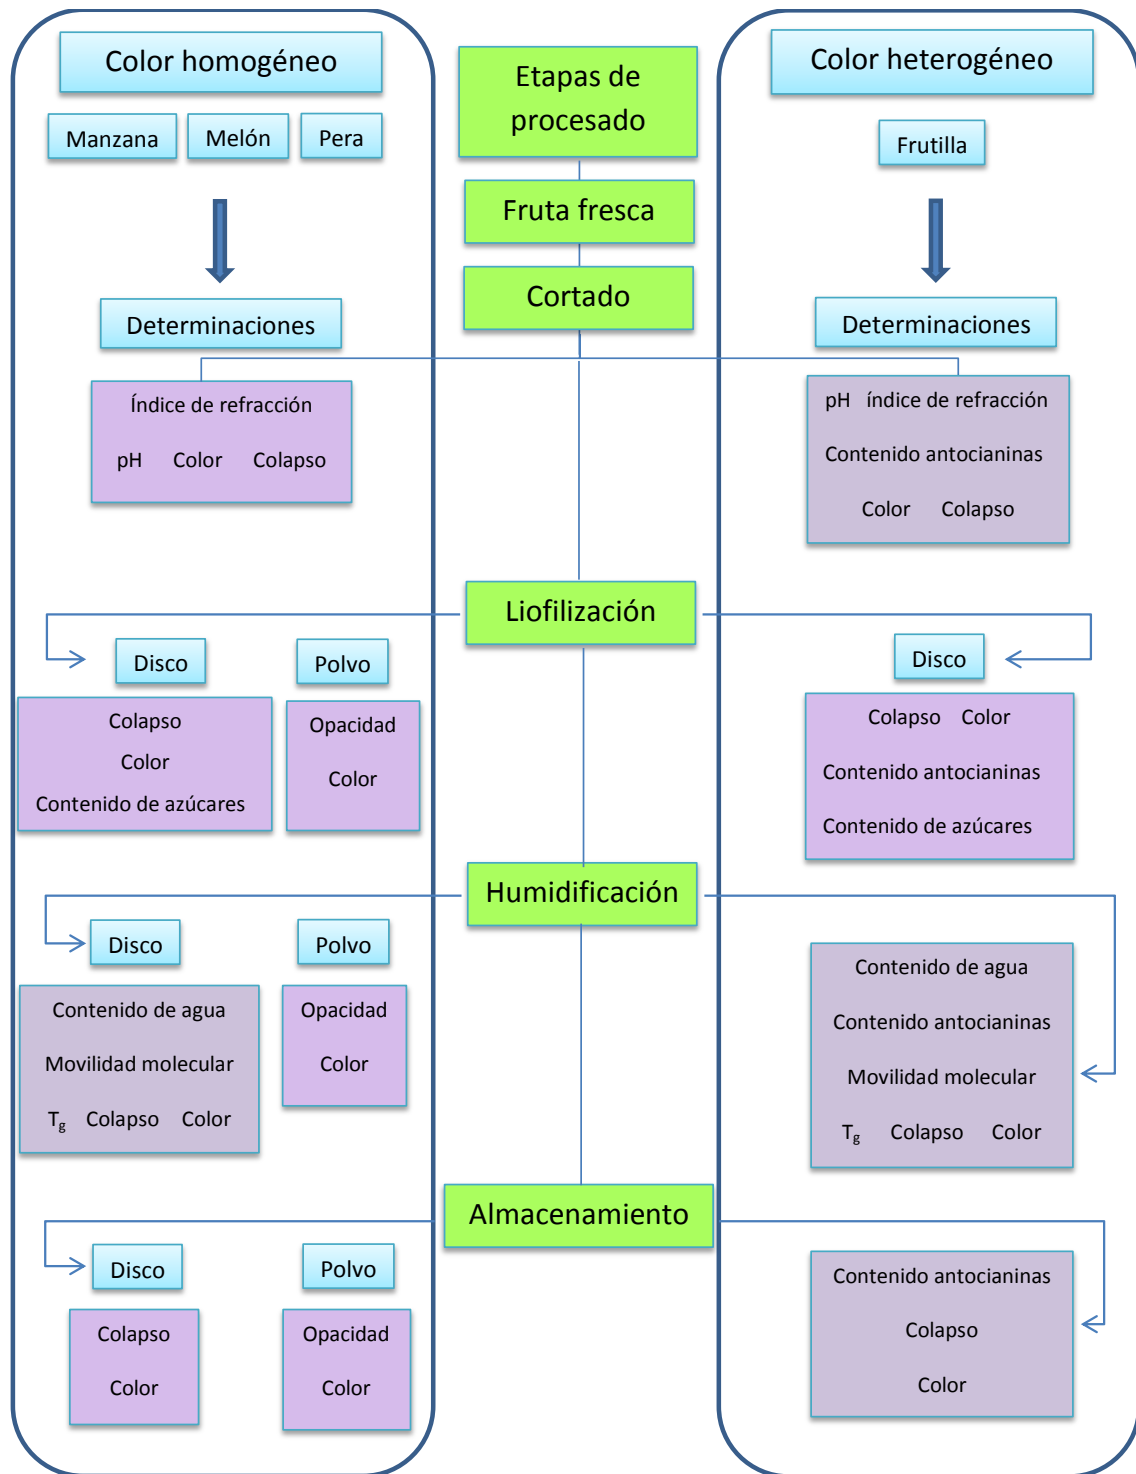 Color homogéneo
Manzana Melón Pera
Determinaciones
Índice de refracción
pH Color Colapso
Etapas de
procesado
Fruta fresca
Cortado
Color heterogéneo
Frutilla
Determinaciones
pH índice de refracción
Contenido antocianinas
Color Colapso
Liofilización
Disco
Colapso
Color
Contenido de azúcares
Polvo
Opacidad
Color
Disco
Colapso Color
Contenido antocianinas
Contenido de azúcares
Humidificación
Disco
Contenido de agua
Movilidad molecular
Tg Colapso Color
Polvo
Opacidad
Color
Contenido de agua
Contenido antocianinas
Movilidad molecular
Tg Colapso Color
Almacenamiento
Disco
Colapso
Color
Polvo
Opacidad
Color
Contenido antocianinas
Colapso
Color